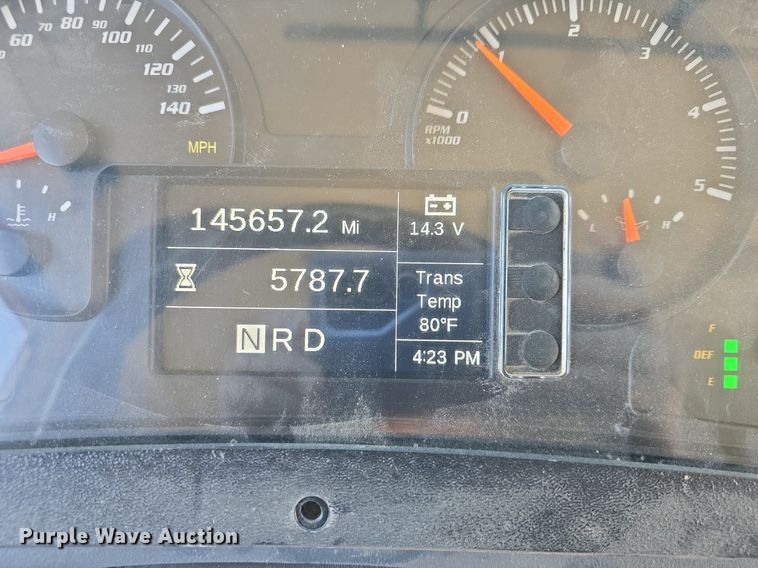 60 80 90 100 110 120 130 140
MPH
H
0 1 2 3 4 5
RPM
x1000
L H
145657.2 Mi
14.3 V
5787.7
Trans
Temp
80°F
N R D
4:23 PM
F
DEF
E
Purple Wave Auction